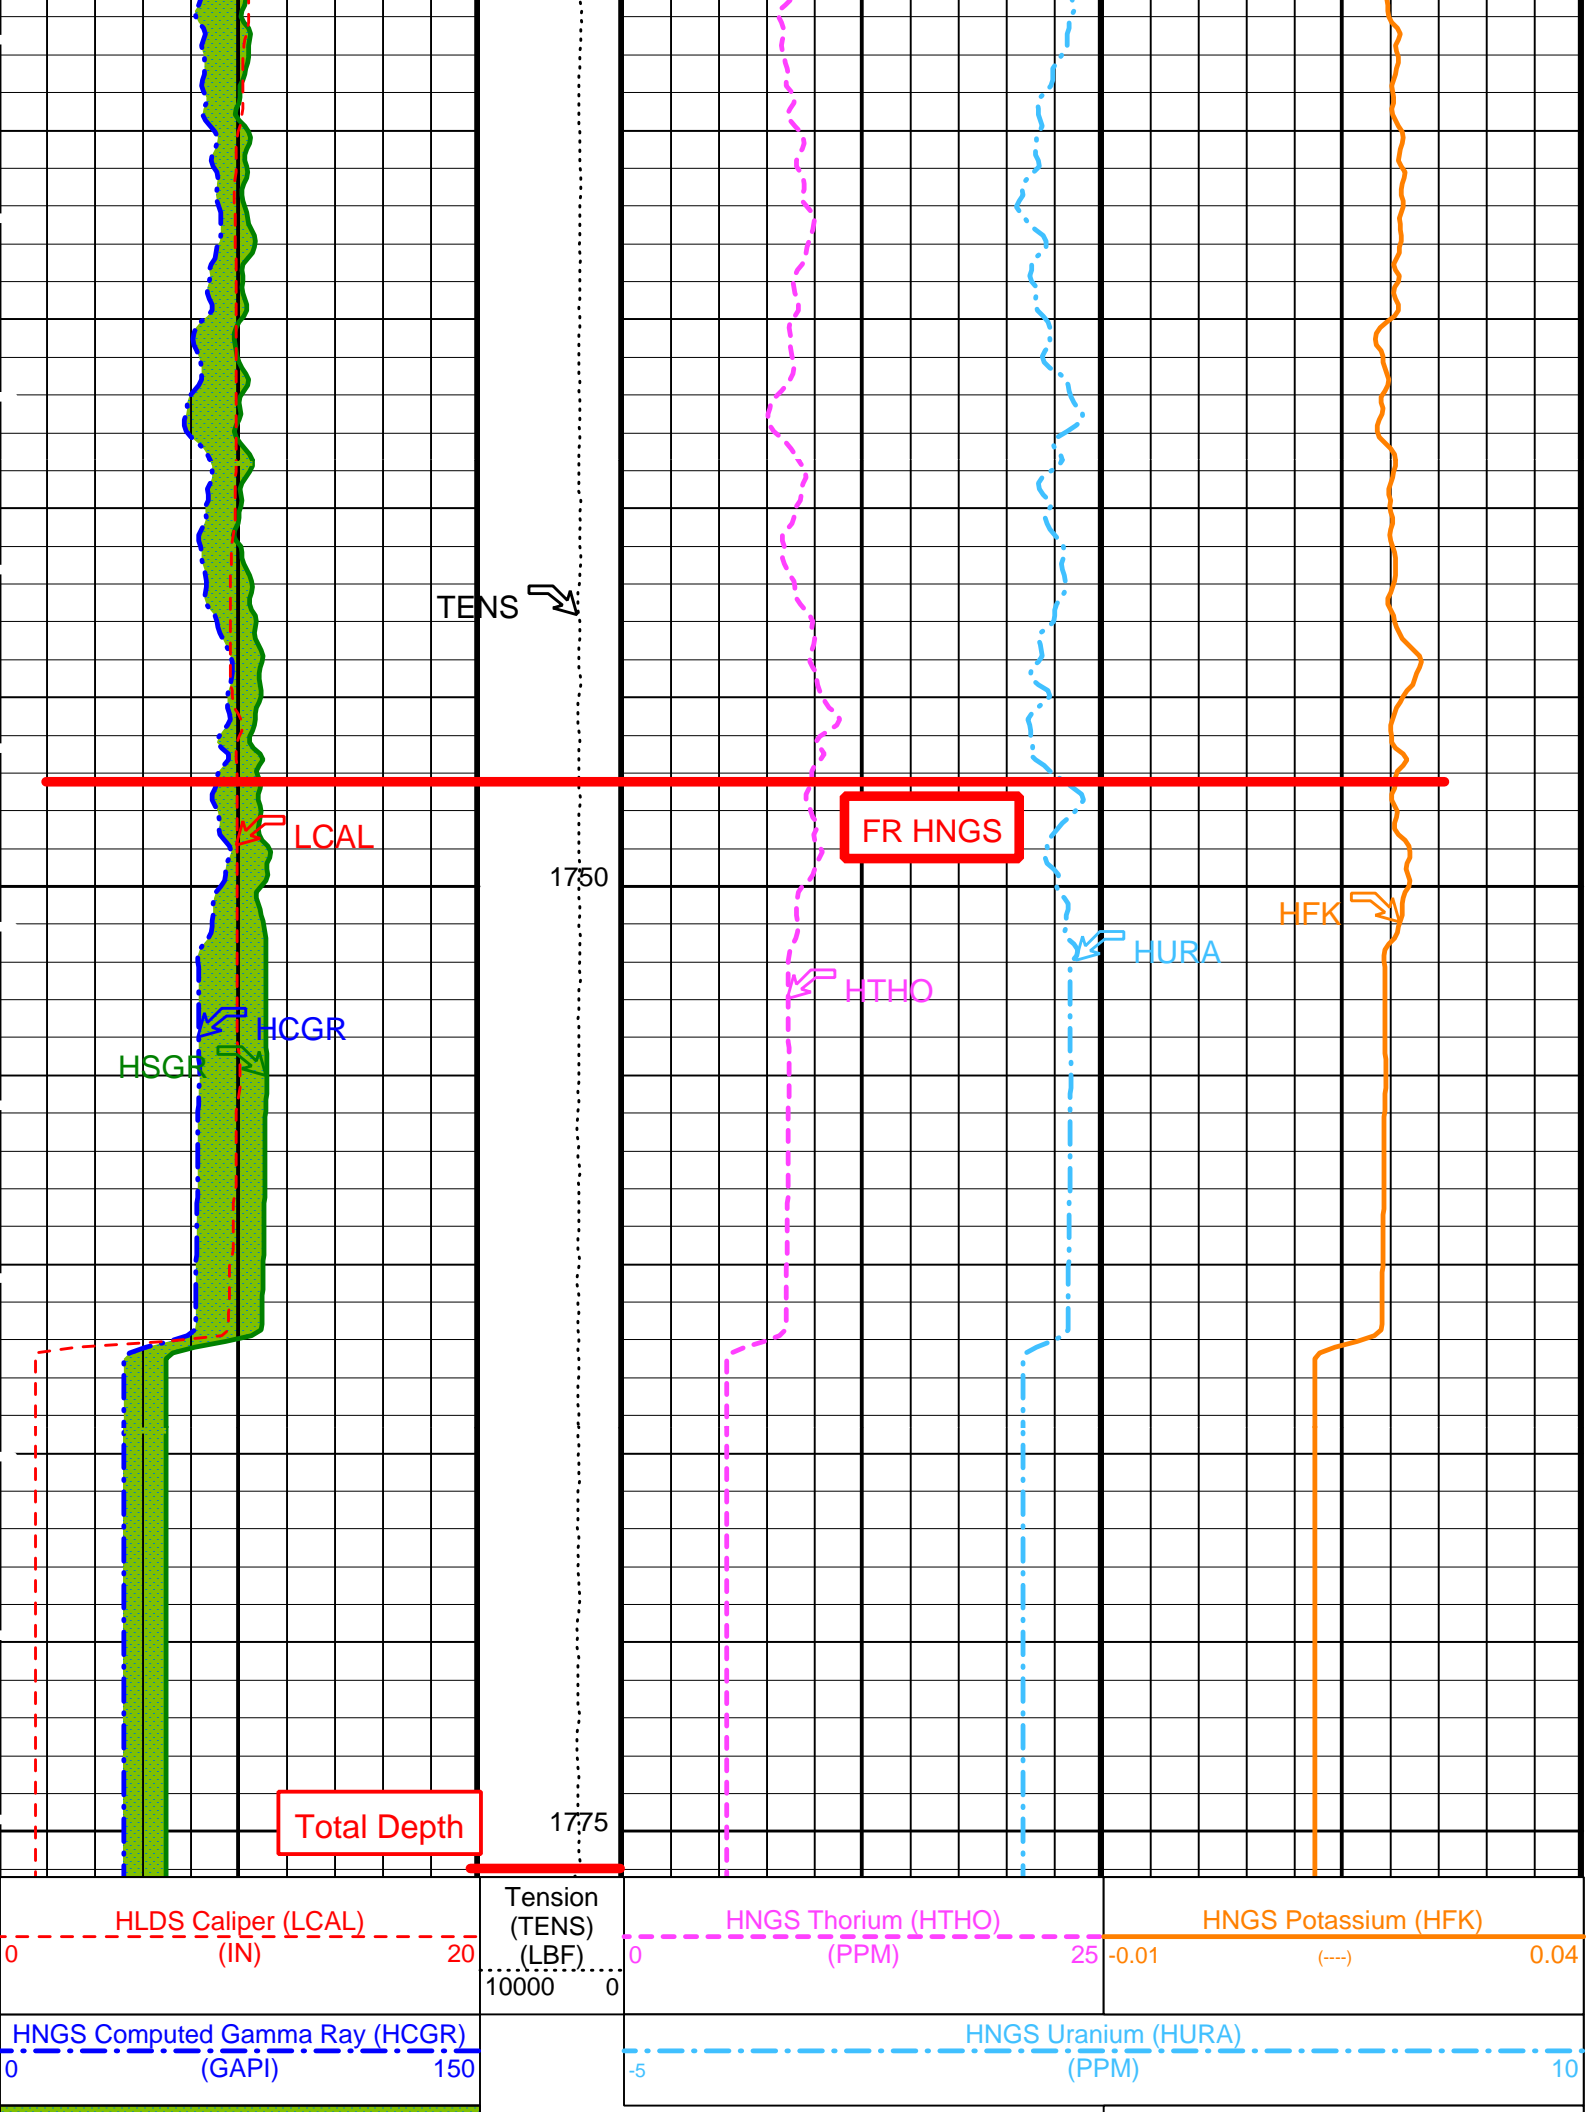 TENS
LCAL
FR HNGS
1750
HFK
HURA
HTHO
HCGR
HSGR
Total Depth
1775
HLDS Caliper (LCAL)
(IN)
0
20
Tension
(TENS)
(LBF)
10000
0
HNGS Thorium (HTHO)
(PPM)
0
25
HNGS Potassium (HFK)
(----)
-0.01
0.04
HNGS Computed Gamma Ray (HCGR)
(GAPI)
0
150
HNGS Uranium (HURA)
(PPM)
-5
10